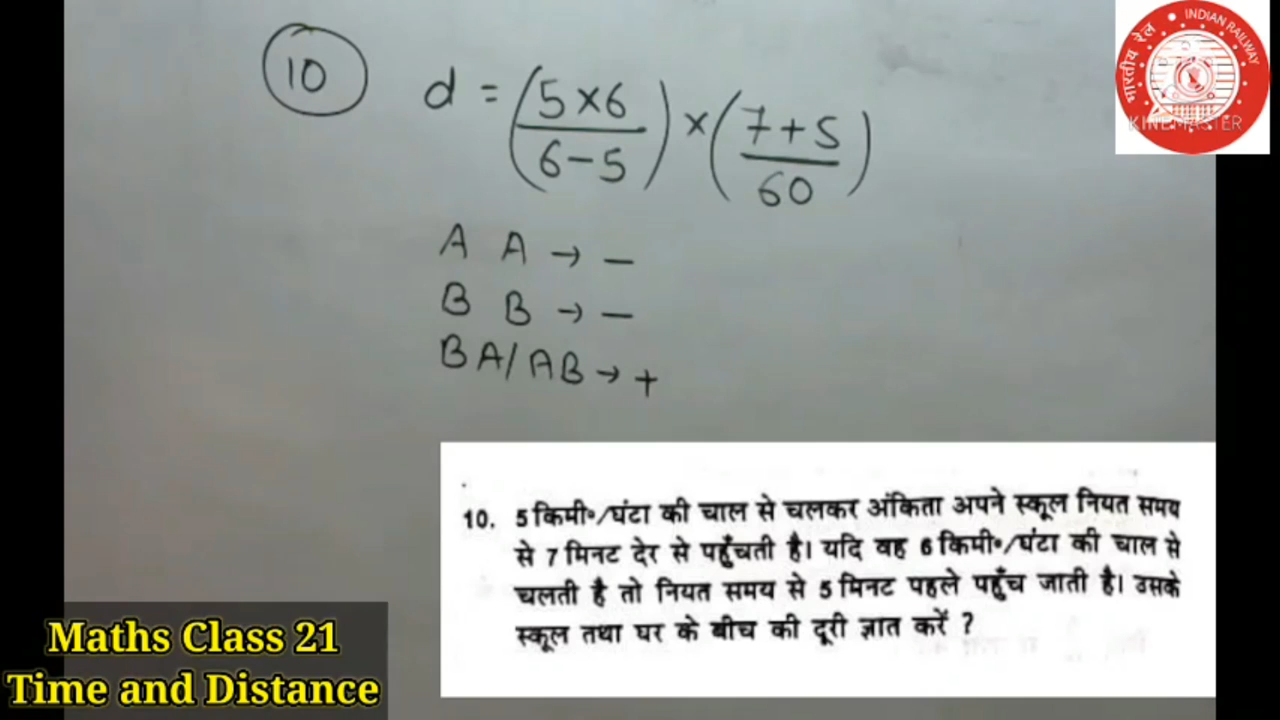 10
d = (5×6 / 6-5) × (7+5 / 60)
A A → -
B B → -
BA/AB → +
10. 5 किमी॰/घंटा की चाल से चलकर अंकिता अपने स्कूल नियत समय
से 7 मिनट देर से पहुँचती है। यदि वह 6 किमी॰/घंटा की चाल से
चलती है तो नियत समय से 5 मिनट पहले पहुँच जाती है। उसके
स्कूल तथा घर के बीच की दूरी ज्ञात करें ?
Maths Class 21
Time and Distance
भारतीय रेल
INDIAN RAILWAY
KINEMASTER